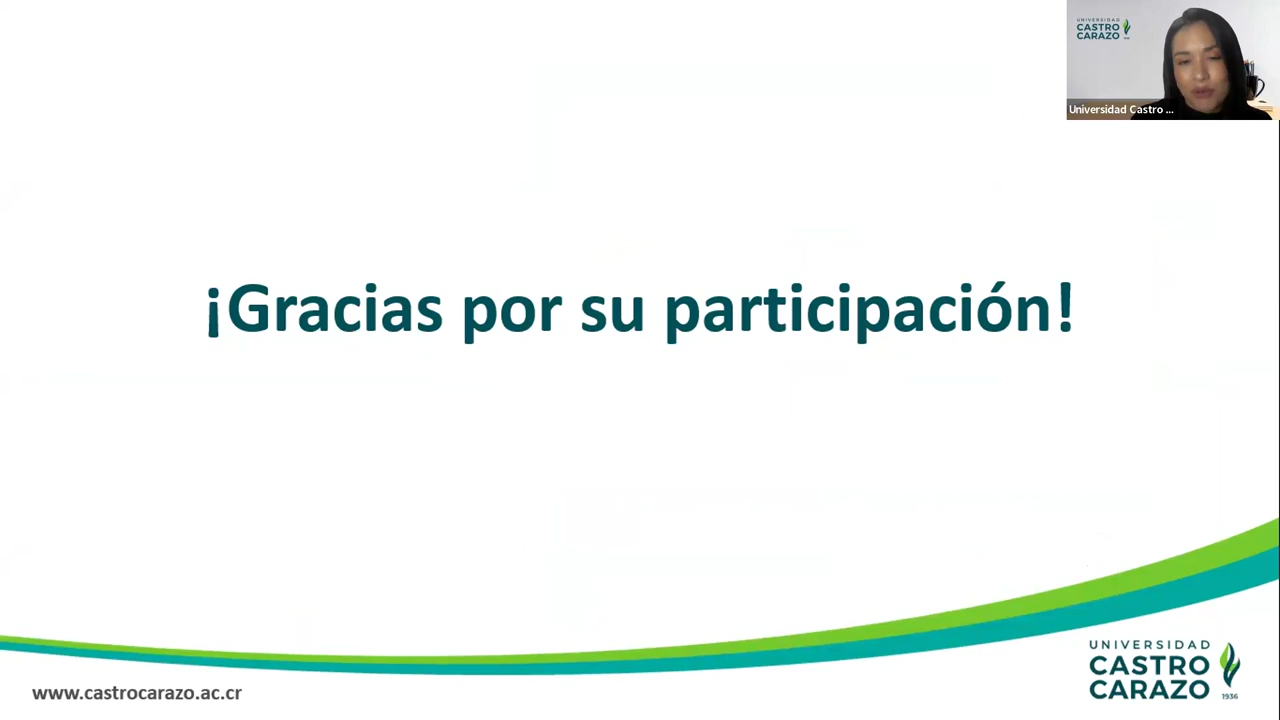 UNIVERSIDAD
CASTRO
CARAZO
Universidad Castro ...
¡Gracias por su participación!
www.castrocarazo.ac.cr
UNIVERSIDAD
CASTRO
CARAZO
1936